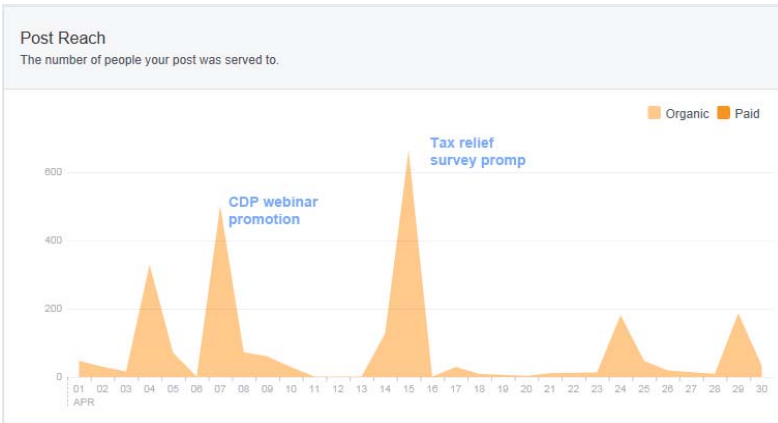 Post Reach
The number of people your post was served to.
Organic Paid
Tax relief
survey promp
CDP webinar
promotion
600
400
200
0
01 02 03 04 05 06 07 08 09 10 11 12 13 14 15 16 17 18 19 20 21 22 23 24 25 26 27 28 29 30
APR